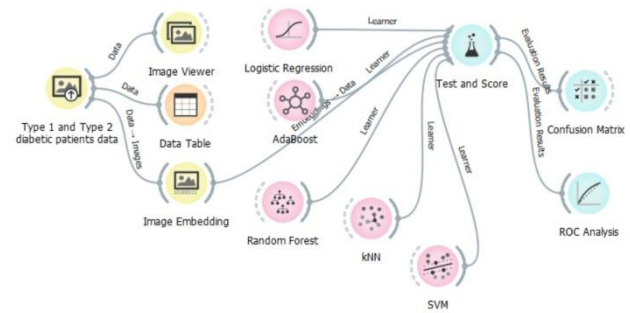 Data
Data
Data → Images
Type 1 and Type 2
diabetic patients data
Image Viewer
Data Table
Image Embedding
Embeddings → Data
Logistic Regression
AdaBoost
Random Forest
kNN
SVM
Learner
Learner
Learner
Learner
Learner
Test and Score
Evaluation Results
Evaluation Results
Confusion Matrix
ROC Analysis